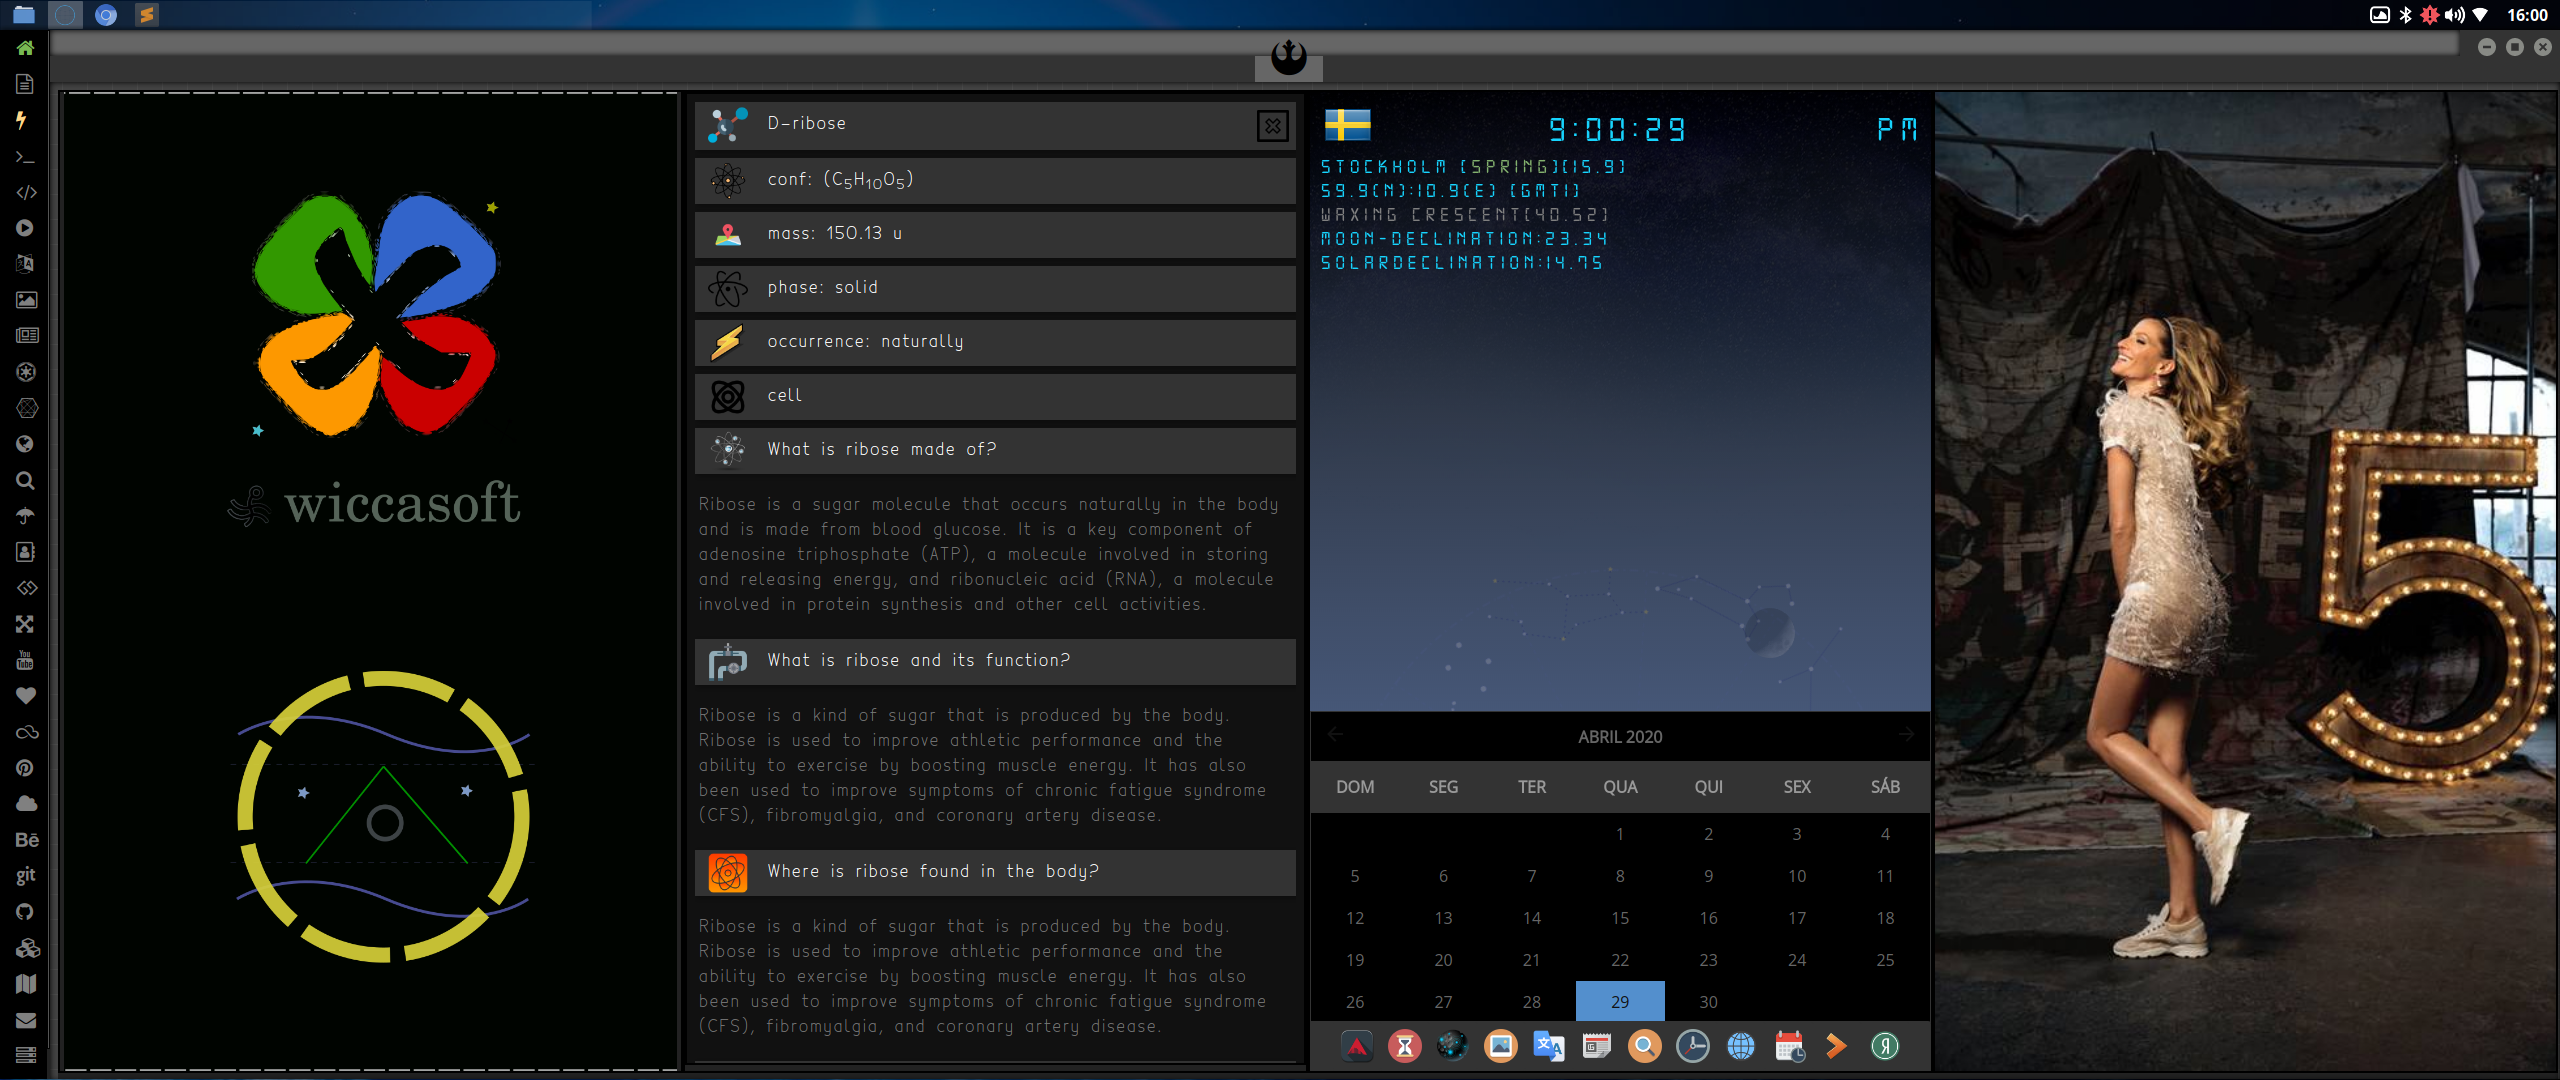 16:00
You
Tube
Bē
git
wiccasoft
D-ribose
conf: (C5H10O5)
mass: 150.13 u
phase: solid
occurrence: naturally
cell
What is ribose made of?
Ribose is a sugar molecule that occurs naturally in the body
and is made from blood glucose. It is a key component of
adenosine triphosphate (ATP), a molecule involved in storing
and releasing energy, and ribonucleic acid (RNA), a molecule
involved in protein synthesis and other cell activities.
What is ribose and its function?
Ribose is a kind of sugar that is produced by the body.
Ribose is used to improve athletic performance and the
ability to exercise by boosting muscle energy. It has also
been used to improve symptoms of chronic fatigue syndrome
(CFS), fibromyalgia, and coronary artery disease.
Where is ribose found in the body?
Ribose is a kind of sugar that is produced by the body.
Ribose is used to improve athletic performance and the
ability to exercise by boosting muscle energy. It has also
been used to improve symptoms of chronic fatigue syndrome
(CFS), fibromyalgia, and coronary artery disease.
9:00:29 PM
STOCKHOLM [SPRING][15.9]
59.9(N):10.9(E) [GMT1]
WAXING CRESCENT[40.52]
MOON-DECLINATION:23.34
SOLARDECLINATION:14.75
ABRIL 2020
DOM SEG TER QUA QUI SEX SÁB
1 2 3 4
5 6 7 8 9 10 11
12 13 14 15 16 17 18
19 20 21 22 23 24 25
26 27 28 29 30
5